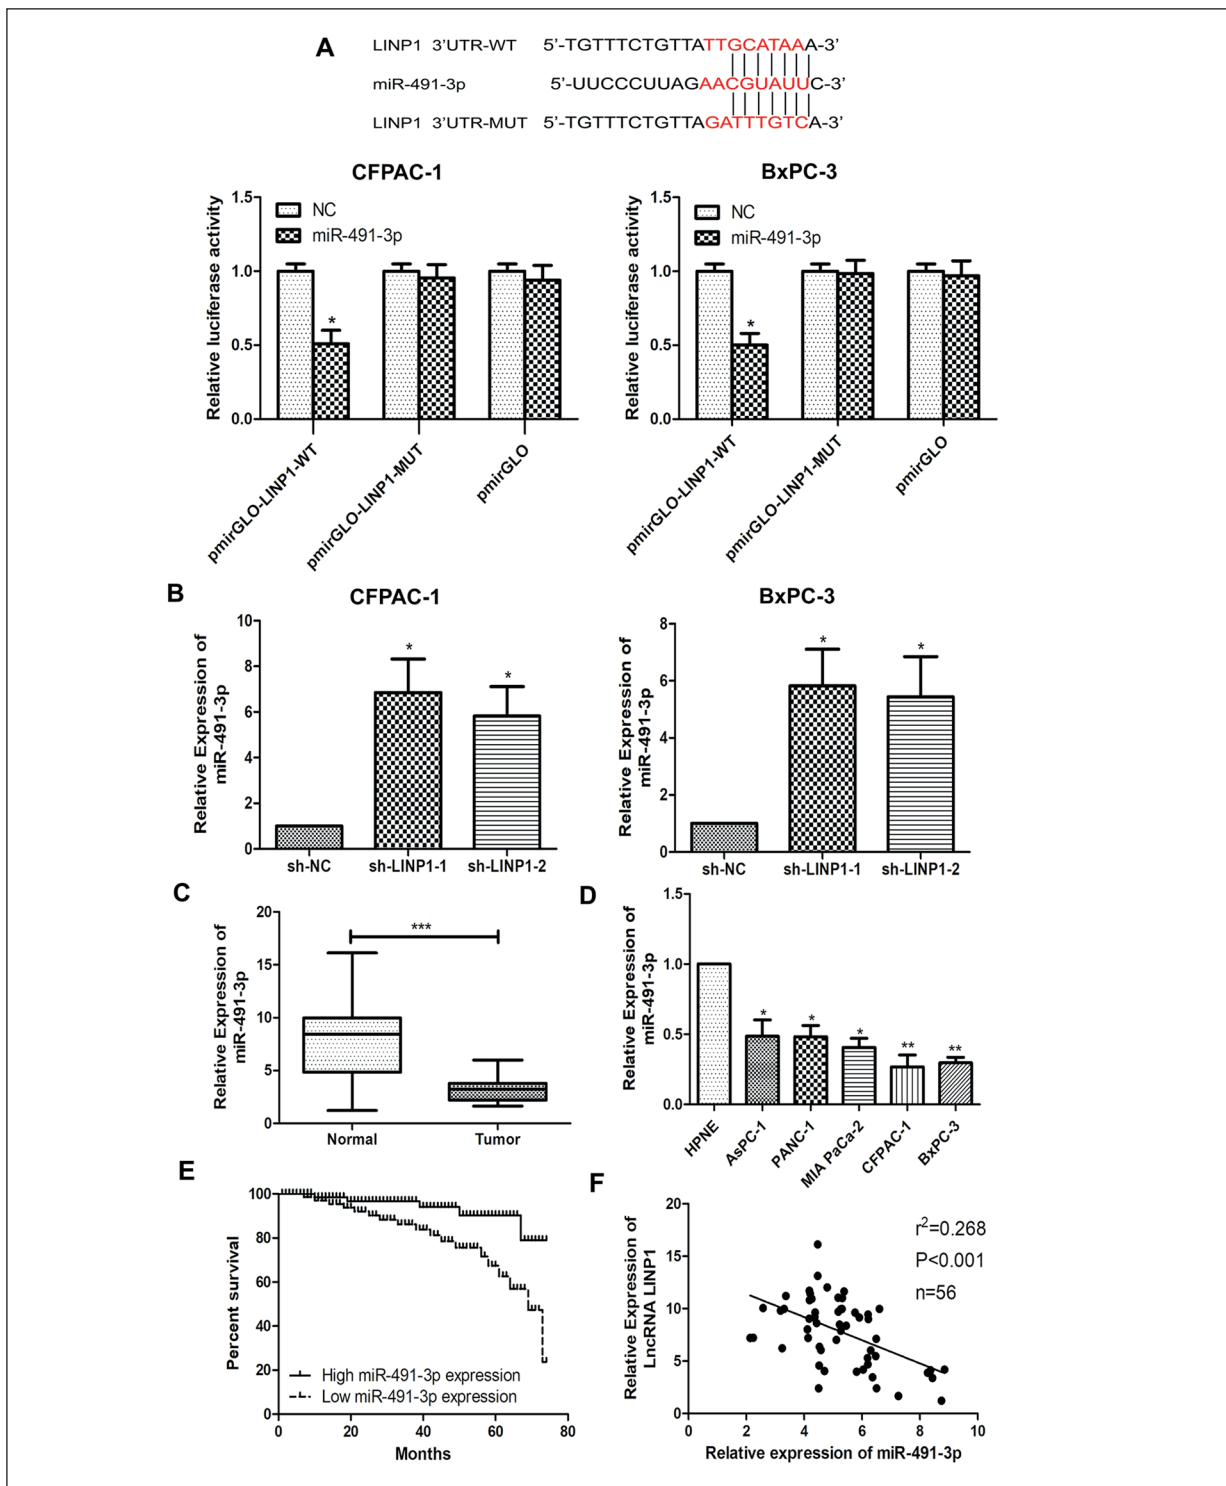 A
LINP1 3'UTR-WT 5'-TGTTTCTGTTATTGCATAAA-3'
miR-491-3p 5'-UUCCCUUAGAACGUAUUC-3'
LINP1 3'UTR-MUT 5'-TGTTTCTGTTAGATTTGTCA-3'
CFPAC-1
Relative luciferase activity
1.5
1.0
0.5
0.0
NC
miR-491-3p
*
pmirGLO-LINP1-WT
pmirGLO-LINP1-MUT
pmirGLO
BxPC-3
Relative luciferase activity
1.5
1.0
0.5
0.0
NC
miR-491-3p
*
pmirGLO-LINP1-WT
pmirGLO-LINP1-MUT
pmirGLO
B
CFPAC-1
Relative Expression of
miR-491-3p
10
8
6
4
2
0
*
*
sh-NC sh-LINP1-1 sh-LINP1-2
BxPC-3
Relative Expression of
miR-491-3p
8
6
4
2
0
*
*
sh-NC sh-LINP1-1 sh-LINP1-2
C
Relative Expression of
miR-491-3p
20
15
10
5
0
***
Normal Tumor
D
Relative Expression of
miR-491-3p
1.5
1.0
0.5
0.0
* * * ** **
HPNE
AsPC-1
PANC-1
MIA PaCa-2
CFPAC-1
BxPC-3
E
Percent survival
100
80
60
40
20
0
High miR-491-3p expression
Low miR-491-3p expression
0 20 40 60 80
Months
F
Relative Expression of
LncRNA LINP1
20
15
10
5
0
r²=0.268
P<0.001
n=56
0 2 4 6 8 10
Relative expression of miR-491-3p